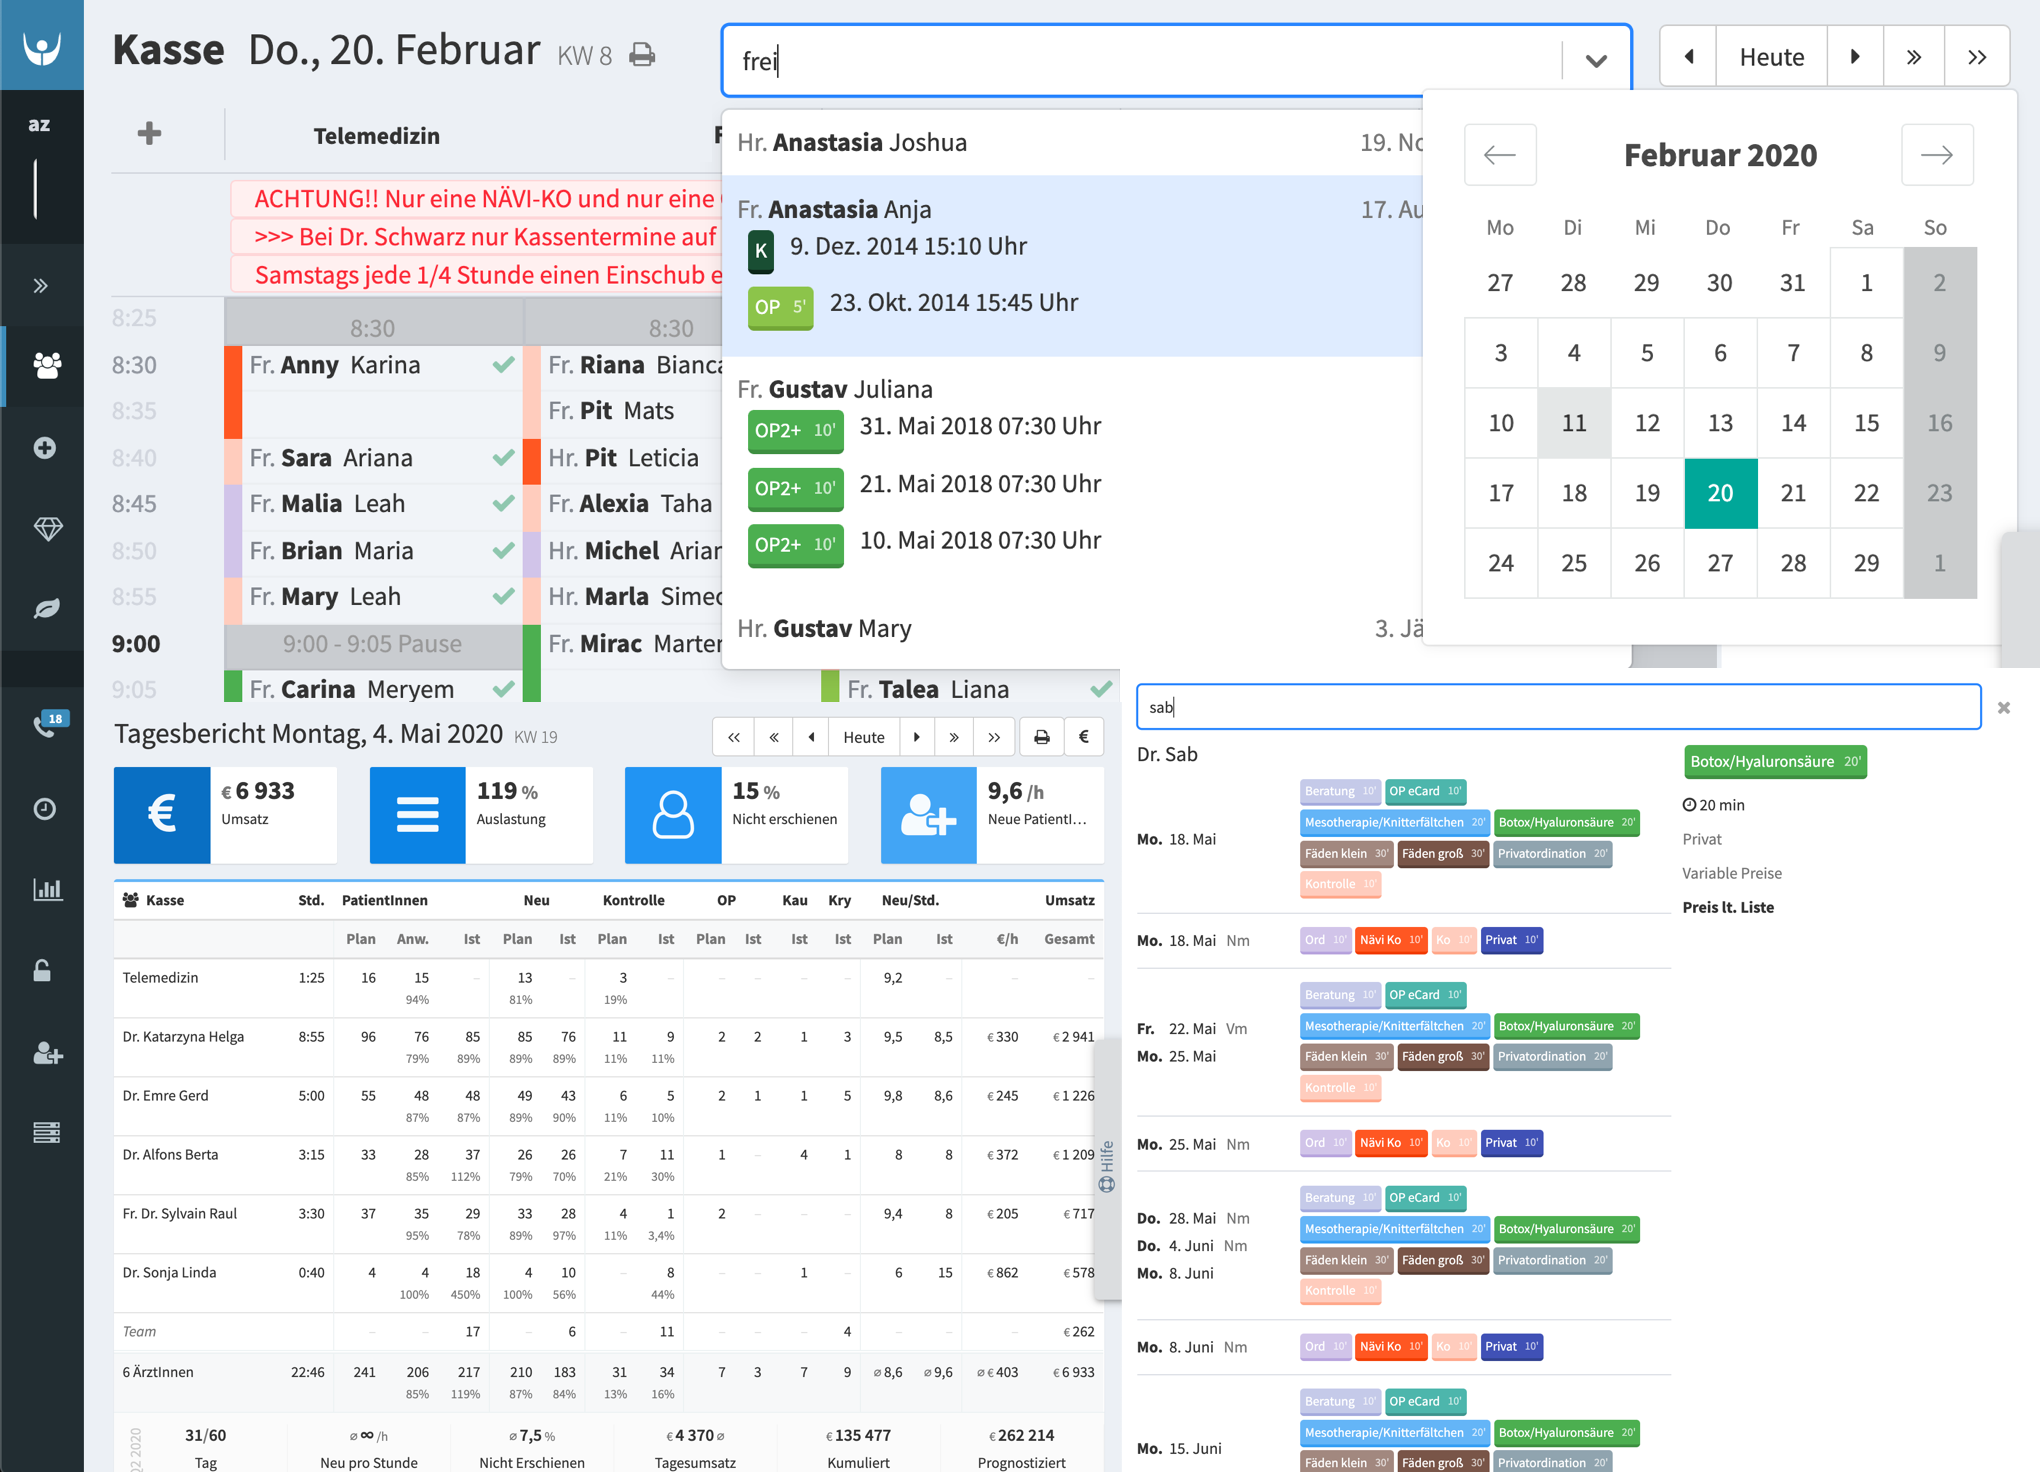 Kasse Do., 20. Februar KW 8
frei
Heute
az
Telemedizin
ACHTUNG!! Nur eine NÄVI-KO und nur eine
>>> Bei Dr. Schwarz nur Kassentermine auf
Samstags jede 1/4 Stunde einen Einschub e
8:25 8:30 8:30
8:30 Fr. Anny Karina Fr. Riana Bianca
8:35 Fr. Pit Mats
8:40 Fr. Sara Ariana Hr. Pit Leticia
8:45 Fr. Malia Leah Fr. Alexia Taha
8:50 Fr. Brian Maria Hr. Michel Ariar
8:55 Fr. Mary Leah Hr. Marla Simec
9:00 9:00 - 9:05 Pause Fr. Mirac Marter
9:05 Fr. Carina Meryem Fr. Talea Liana
Hr. Anastasia Joshua 19. No
Fr. Anastasia Anja 17. Au
K 9. Dez. 2014 15:10 Uhr
OP 5' 23. Okt. 2014 15:45 Uhr
Fr. Gustav Juliana
OP2+ 10' 31. Mai 2018 07:30 Uhr
OP2+ 10' 21. Mai 2018 07:30 Uhr
OP2+ 10' 10. Mai 2018 07:30 Uhr
Hr. Gustav Mary 3. Jä
Februar 2020
Mo Di Mi Do Fr Sa So
27 28 29 30 31 1 2
3 4 5 6 7 8 9
10 11 12 13 14 15 16
17 18 19 20 21 22 23
24 25 26 27 28 29 1
18
Tagesbericht Montag, 4. Mai 2020 KW 19
Heute €
€ € 6 933 Umsatz
119 % Auslastung
15 % Nicht erschienen
9,6 /h Neue PatientI...
Kasse Std. PatientInnen Neu Kontrolle OP Kau Kry Neu/Std. Umsatz
Plan Anw. Ist Plan Ist Plan Ist Plan Ist Ist Ist Plan Ist €/h Gesamt
Telemedizin 1:25 16 15 – 13 – 3 – – – – – 9,2 – – –
94% 81% 19%
Dr. Katarzyna Helga 8:55 96 76 85 85 76 11 9 2 2 1 3 9,5 8,5 € 330 € 2 941
79% 89% 89% 89% 11% 11%
Dr. Emre Gerd 5:00 55 48 48 49 43 6 5 2 1 1 5 9,8 8,6 € 245 € 1 226
87% 87% 89% 90% 11% 10%
Dr. Alfons Berta 3:15 33 28 37 26 26 7 11 1 – 4 1 8 8 € 372 € 1 209
85% 112% 79% 70% 21% 30%
Fr. Dr. Sylvain Raul 3:30 37 35 29 33 28 4 1 2 – – – 9,4 8 € 205 € 717
95% 78% 89% 97% 11% 3,4%
Dr. Sonja Linda 0:40 4 4 18 4 10 – 8 – – 1 – 6 15 € 862 € 578
100% 450% 100% 56% 44%
Team – – 17 – 6 – 11 – – – 4 – – – € 262
6 ÄrztInnen 22:46 241 206 217 210 183 31 34 7 3 7 9 ⌀ 8,6 ⌀ 9,6 ⌀ € 403 € 6 933
85% 119% 87% 84% 13% 16%
31/60 ⌀ ∞ /h ⌀ 7,5 % € 4 370 ⌀ € 135 477 € 262 214
Tag Neu pro Stunde Nicht Erschienen Tagesumsatz Kumuliert Prognostiziert
Hilfe
sab
Dr. Sab
Beratung 10' OP eCard 10'
Mesotherapie/Knitterfältchen 20' Botox/Hyaluronsäure 20'
Mo. 18. Mai
Fäden klein 30' Fäden groß 30' Privatordination 20'
Kontrolle 10'
Mo. 18. Mai Nm Ord 10' Nävi Ko 10' Ko 10' Privat 10'
Beratung 10' OP eCard 10'
Fr. 22. Mai Vm Mesotherapie/Knitterfältchen 20' Botox/Hyaluronsäure 20'
Mo. 25. Mai Fäden klein 30' Fäden groß 30' Privatordination 20'
Kontrolle 10'
Mo. 25. Mai Nm Ord 10' Nävi Ko 10' Ko 10' Privat 10'
Beratung 10' OP eCard 10'
Do. 28. Mai Nm Mesotherapie/Knitterfältchen 20' Botox/Hyaluronsäure 20'
Do. 4. Juni Nm Fäden klein 30' Fäden groß 30' Privatordination 20'
Mo. 8. Juni Kontrolle 10'
Mo. 8. Juni Nm Ord 10' Nävi Ko 10' Ko 10' Privat 10'
Beratung 10' OP eCard 10'
Mesotherapie/Knitterfältchen 20' Botox/Hyaluronsäure 20'
Mo. 15. Juni
Fäden klein 30' Fäden groß 30' Privatordination 20'
Botox/Hyaluronsäure 20'
20 min
Privat
Variable Preise
Preis lt. Liste